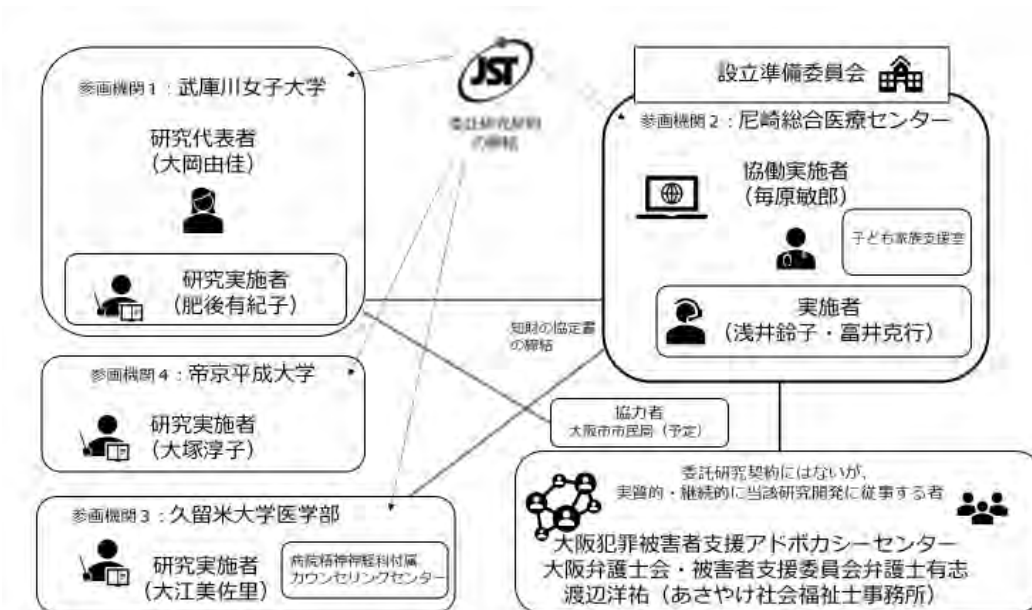 参画機関1：武庫川女子大学
研究代表者
（大岡由佳）
研究実施者
（肥後有紀子）
JST
委託研究契約
の締結
設立準備委員会
参画機関2：尼崎総合医療センター
協働実施者
（毎原敏郎）
子ども家族支援室
実施者
（浅井鈴子・富井克行）
知財の協定書
の締結
参画機関4：帝京平成大学
研究実施者
（大塚淳子）
協力者
大阪市市民局（予定）
参画機関3：久留米大学医学部
研究実施者
（大江美佐里）
病院精神神経科付属
カウンセリングセンター
委託研究契約にはないが、
実質的・継続的に当該研究開発に従事する者
大阪犯罪被害者支援アドボカシーセンター
大阪弁護士会・被害者支援委員会弁護士有志
渡辺洋祐（あさやけ社会福祉士事務所）